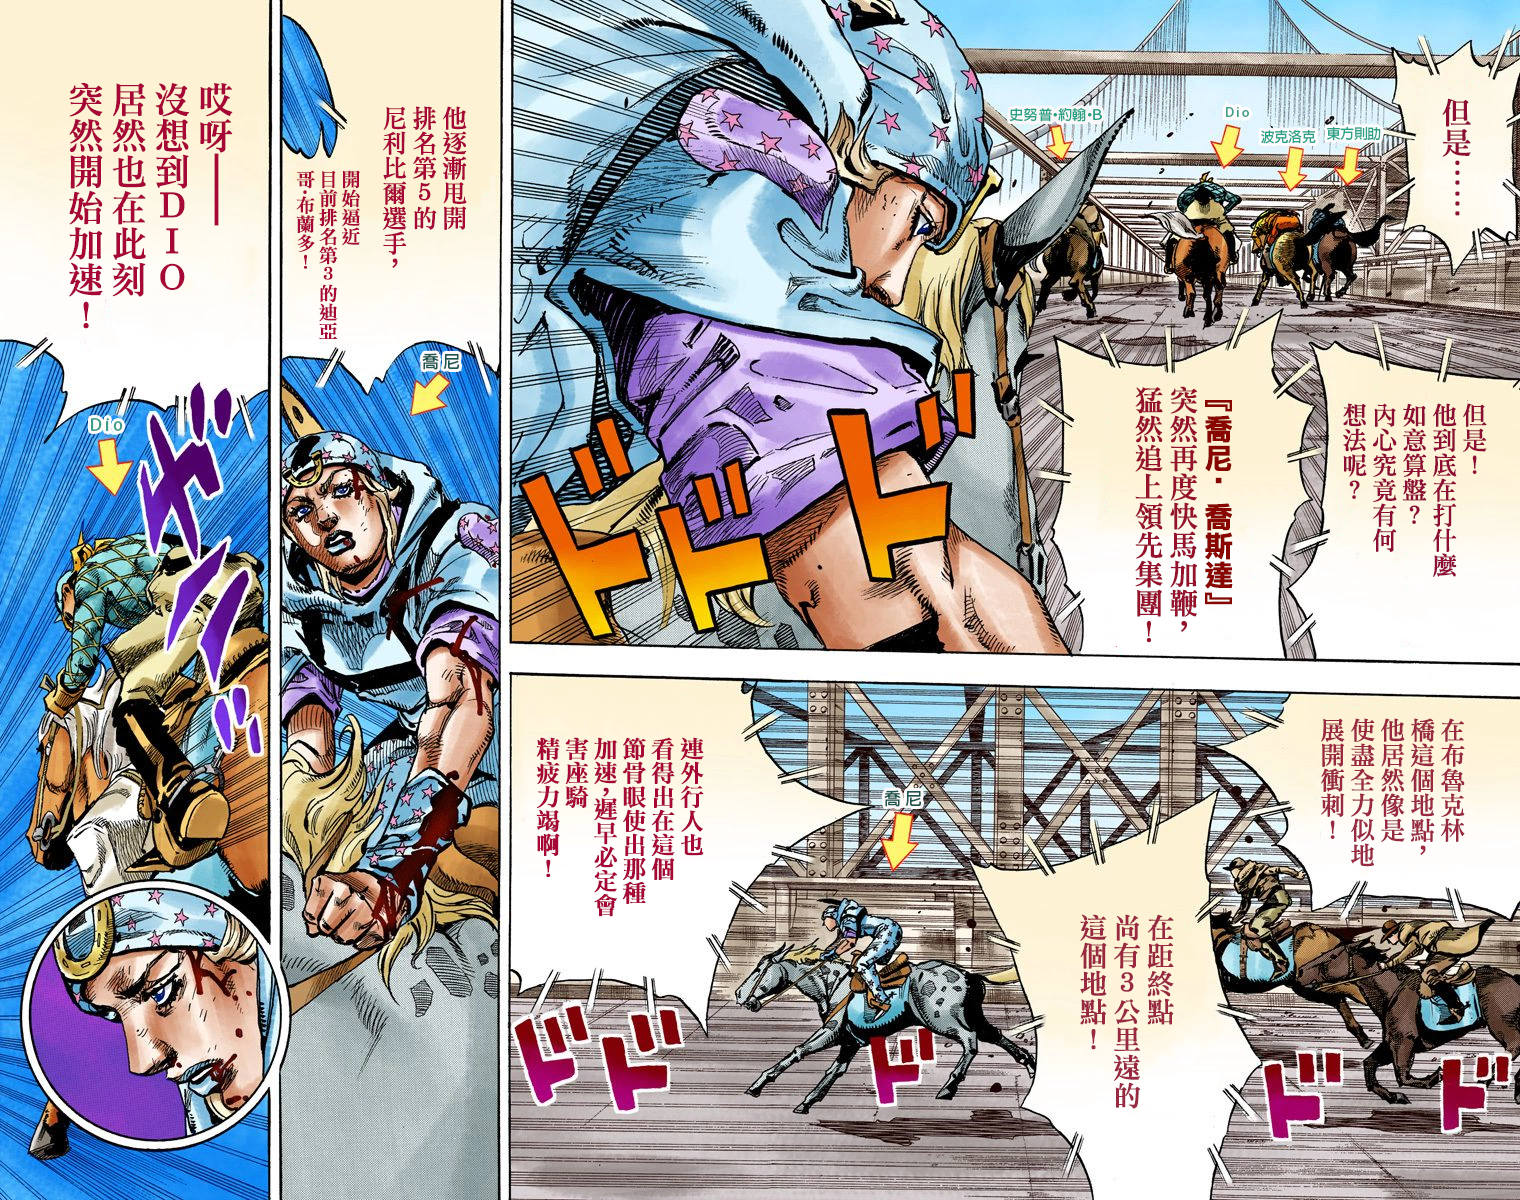 但是……
史努普·約翰·B
Dio
波克洛克
東方則助
但是！
他到底在打什麼
如意算盤？
內心究竟有何
想法呢？
『喬尼·喬斯達』
突然再度快馬加鞭，
猛然追上領先集團！
ドドド
在布魯克林
橋這個地點，
他居然像是
使盡全力似地
展開衝刺！
在距終點
尚有3公里遠的
這個地點！
喬尼
連外行人也
看得出在這個
節骨眼使出那種
加速，遲早必定會
害座騎
精疲力竭啊！
ドドドドド
他逐漸甩開
排名第5的
尼利比爾選手，
開始逼近
目前排名第3的迪亞
哥·布蘭多！
喬尼
哎呀——
沒想到DIO
居然也在此刻
突然開始加速！
Dio
バン